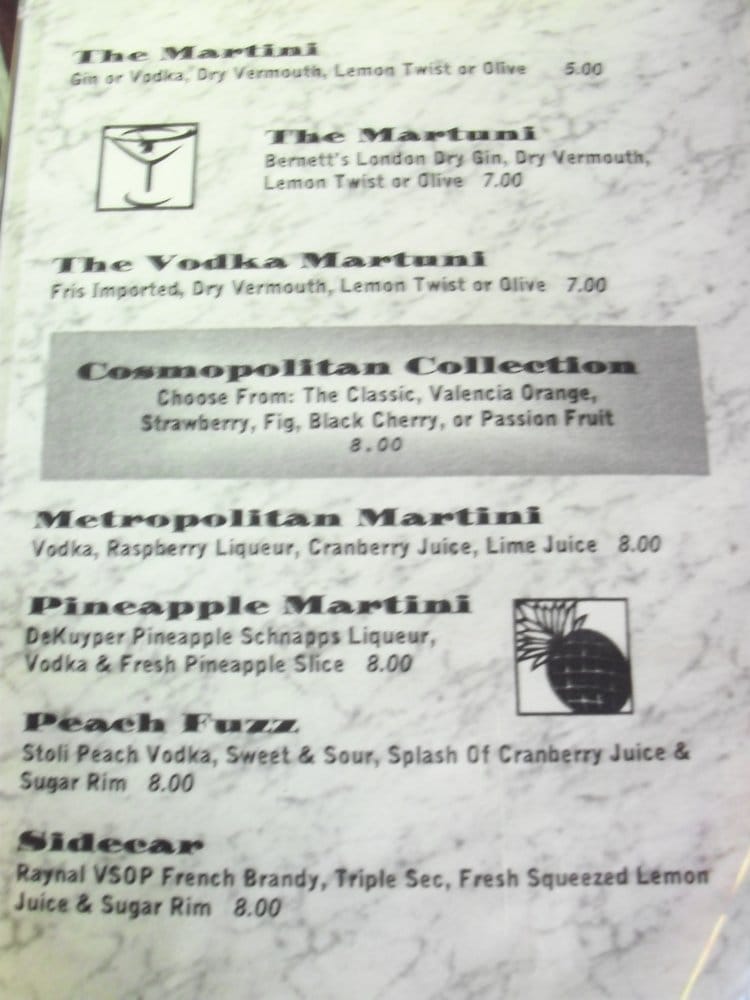 The Martini
Gin or Vodka, Dry Vermouth, Lemon Twist or Olive 5.00
The Martuni
Bernett's London Dry Gin, Dry Vermouth,
Lemon Twist or Olive 7.00
The Vodka Martuni
Fris Imported, Dry Vermouth, Lemon Twist or Olive 7.00
Cosmopolitan Collection
Choose From: The Classic, Valencia Orange,
Strawberry, Fig, Black Cherry, or Passion Fruit
8.00
Metropolitan Martini
Vodka, Raspberry Liqueur, Cranberry Juice, Lime Juice 8.00
Pineapple Martini
DeKuyper Pineapple Schnapps Liqueur,
Vodka & Fresh Pineapple Slice 8.00
Peach Fuzz
Stoli Peach Vodka, Sweet & Sour, Splash Of Cranberry Juice &
Sugar Rim 8.00
Sidecar
Raynal VSOP French Brandy, Triple Sec, Fresh Squeezed Lemon
Juice & Sugar Rim 8.00